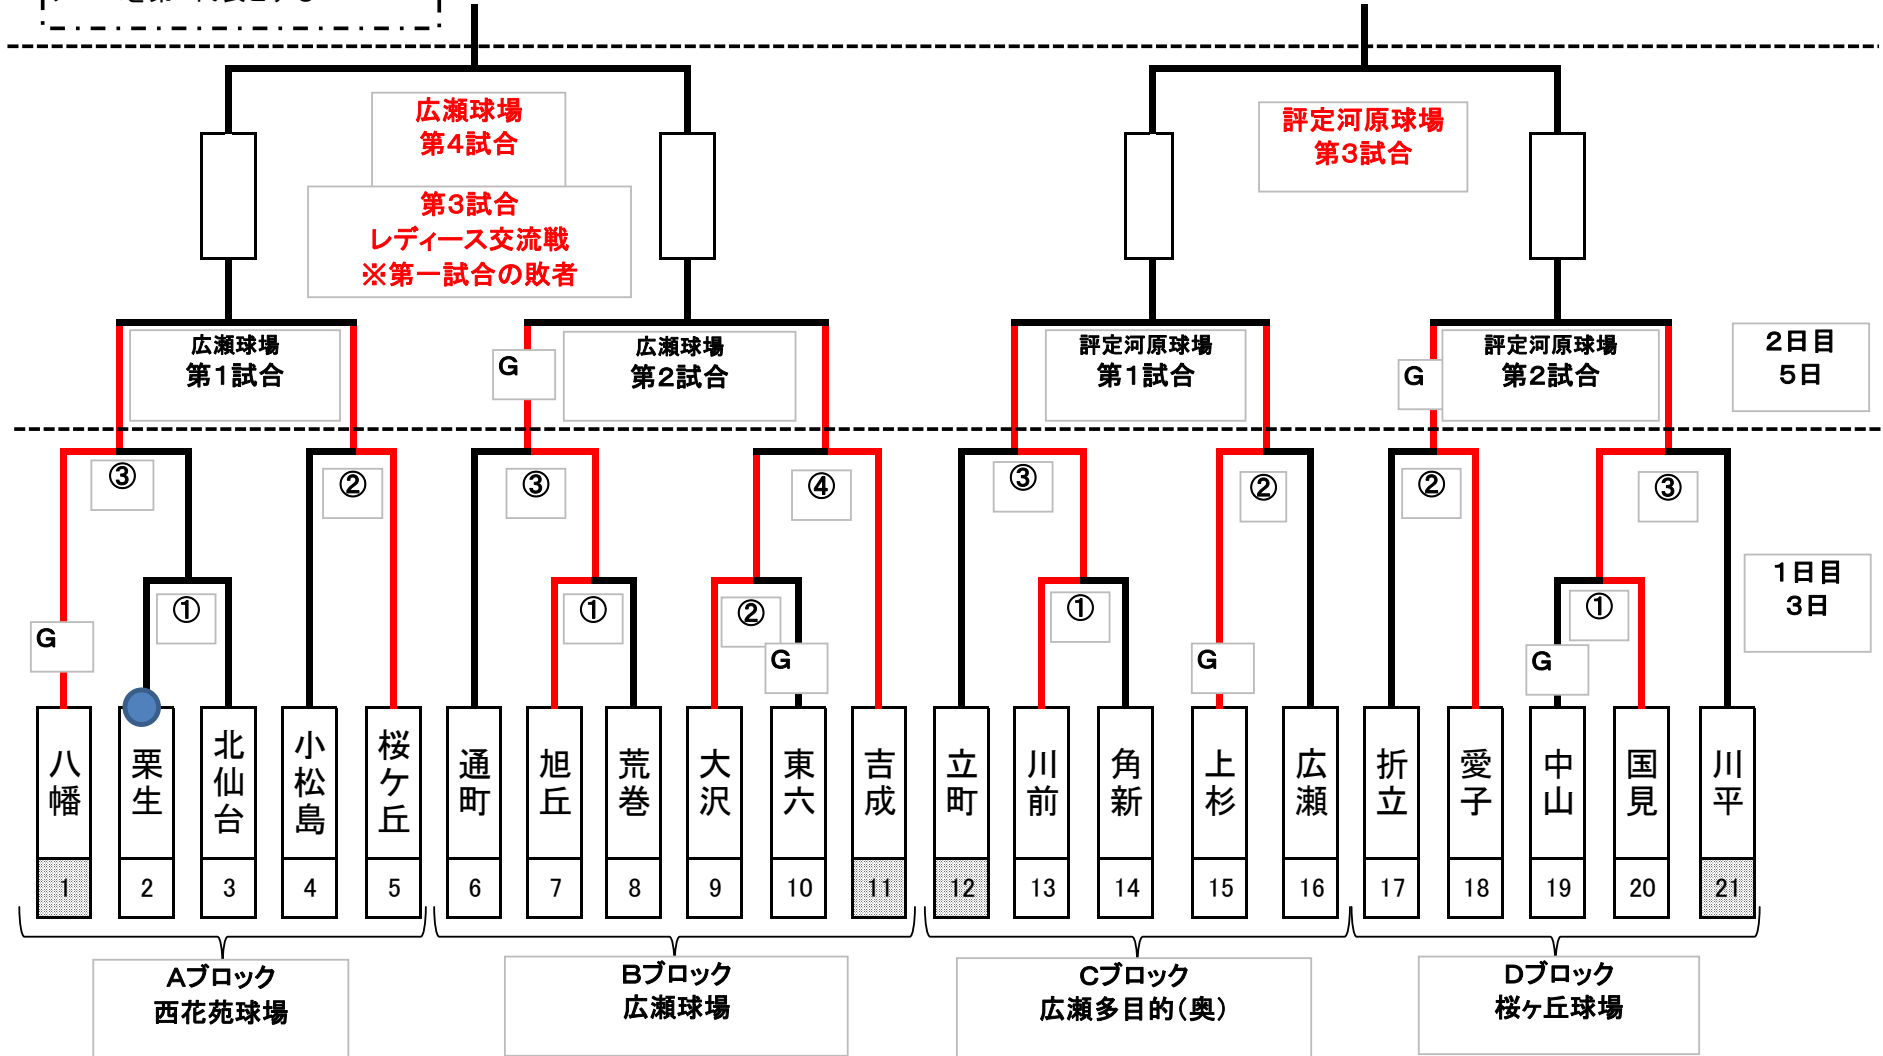 広瀬球場
第4試合
評定河原球場
第3試合
第3試合
レディース交流戦
※第一試合の敗者
広瀬球場
第1試合
G
広瀬球場
第2試合
評定河原球場
第1試合
G
評定河原球場
第2試合
2日目
5日
③
②
③
④
③
②
②
③
1日目
3日
①
①
②
①
①
G
G
G
G
八幡
栗生
北仙台
小松島
桜ケ丘
通町
旭丘
荒巻
大沢
東六
吉成
立町
川前
角新
上杉
広瀬
折立
愛子
中山
国見
川平
1
2
3
4
5
6
7
8
9
10
11
12
13
14
15
16
17
18
19
20
21
Aブロック
西花苑球場
Bブロック
広瀬球場
Cブロック
広瀬多目的(奥)
Dブロック
桜ヶ丘球場